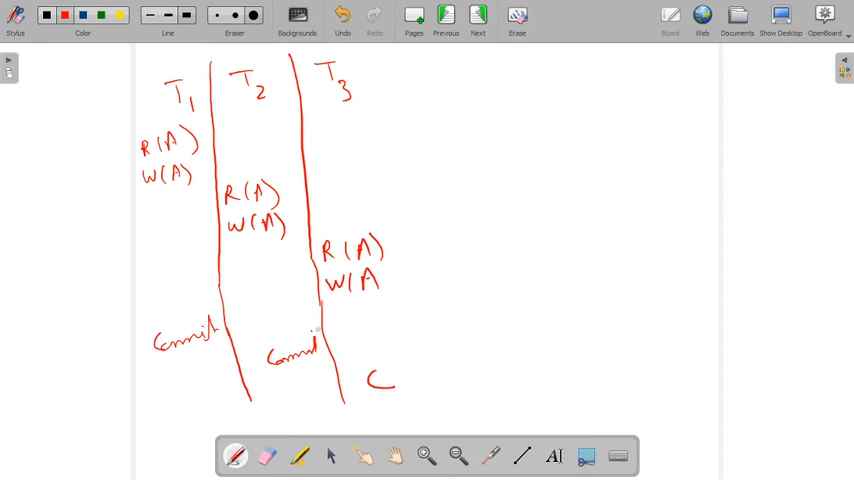 Stylus
Color
Line
Eraser
Backgrounds
Undo
Redo
Pages
Previous
Next
Erase
Board
Web
Documents
Show Desktop
OpenBoard
T1 T2 T3
R(A)
W(A)
R(A)
W(A)
R(A)
W(A
Commit
Commit
C
A